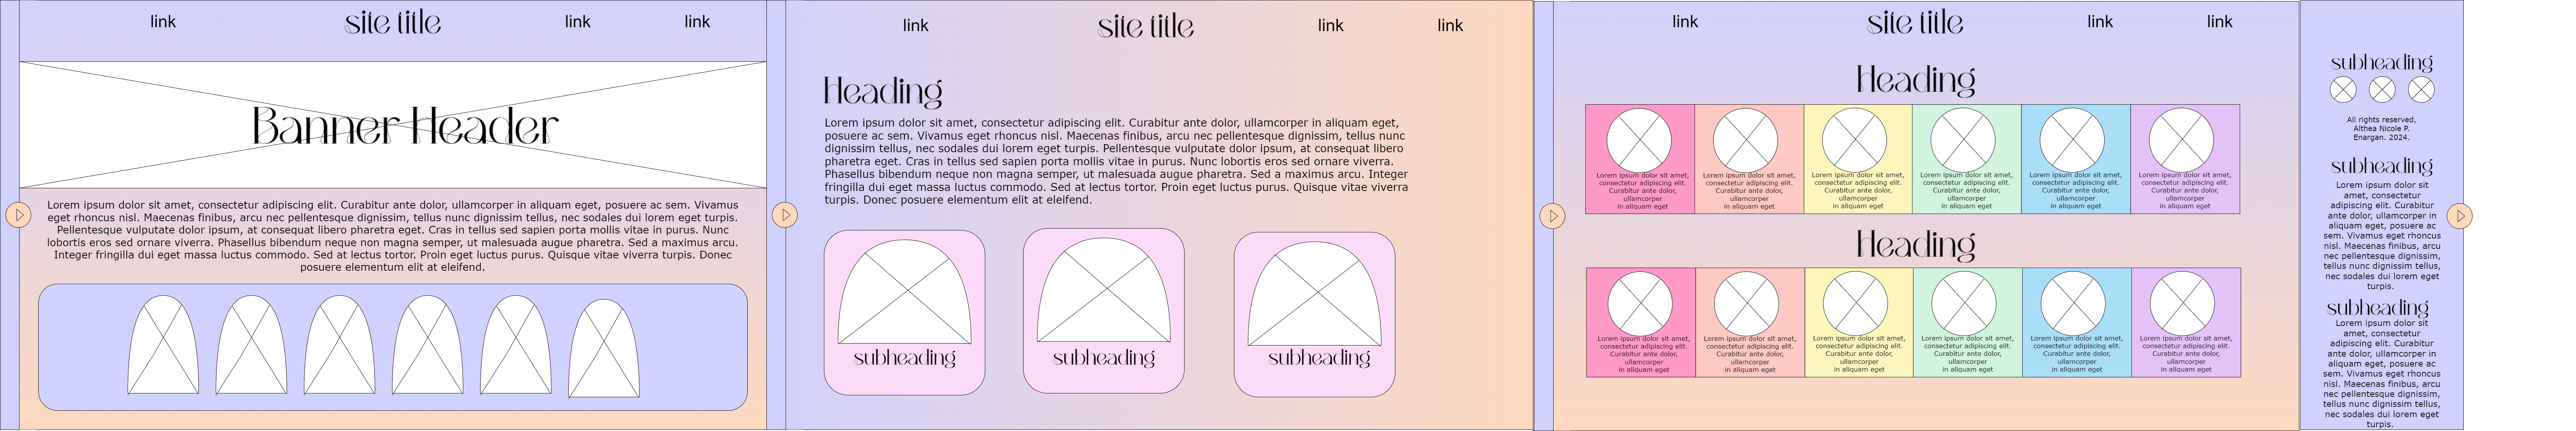 link
site title
link
link
Banner Header
Lorem ipsum dolor sit amet, consectetur adipiscing elit. Curabitur ante dolor, ullamcorper in aliquam eget, posuere ac sem. Vivamus
eget rhoncus nisl. Maecenas finibus, arcu nec pellentesque dignissim, tellus nunc dignissim tellus, nec sodales dui lorem eget turpis.
Pellentesque vulputate dolor ipsum, at consequat libero pharetra eget. Cras in tellus sed sapien porta mollis vitae in purus. Nunc
lobortis eros sed ornare viverra. Phasellus bibendum neque non magna semper, ut malesuada augue pharetra. Sed a maximus arcu.
Integer fringilla dui eget massa luctus commodo. Sed at lectus tortor. Proin eget luctus purus. Quisque vitae viverra turpis. Donec
posuere elementum elit at eleifend.
link
site title
link
link
Heading
Lorem ipsum dolor sit amet, consectetur adipiscing elit. Curabitur ante dolor, ullamcorper in aliquam eget,
posuere ac sem. Vivamus eget rhoncus nisl. Maecenas finibus, arcu nec pellentesque dignissim, tellus nunc
dignissim tellus, nec sodales dui lorem eget turpis. Pellentesque vulputate dolor ipsum, at consequat libero
pharetra eget. Cras in tellus sed sapien porta mollis vitae in purus. Nunc lobortis eros sed ornare viverra.
Phasellus bibendum neque non magna semper, ut malesuada augue pharetra. Sed a maximus arcu. Integer
fringilla dui eget massa luctus commodo. Sed at lectus tortor. Proin eget luctus purus. Quisque vitae viverra
turpis. Donec posuere elementum elit at eleifend.
subheading
subheading
subheading
link
site title
link
link
Heading
Lorem ipsum dolor sit amet,
consectetur adipiscing elit.
Curabitur ante dolor,
ullamcorper
in aliquam eget
Lorem ipsum dolor sit amet,
consectetur adipiscing elit.
Curabitur ante dolor,
ullamcorper
in aliquam eget
Lorem ipsum dolor sit amet,
consectetur adipiscing elit.
Curabitur ante dolor,
ullamcorper
in aliquam eget
Lorem ipsum dolor sit amet,
consectetur adipiscing elit.
Curabitur ante dolor,
ullamcorper
in aliquam eget
Lorem ipsum dolor sit amet,
consectetur adipiscing elit.
Curabitur ante dolor,
ullamcorper
in aliquam eget
Lorem ipsum dolor sit amet,
consectetur adipiscing elit.
Curabitur ante dolor,
ullamcorper
in aliquam eget
Heading
Lorem ipsum dolor sit amet,
consectetur adipiscing elit.
Curabitur ante dolor,
ullamcorper
in aliquam eget
Lorem ipsum dolor sit amet,
consectetur adipiscing elit.
Curabitur ante dolor,
ullamcorper
in aliquam eget
Lorem ipsum dolor sit amet,
consectetur adipiscing elit.
Curabitur ante dolor,
ullamcorper
in aliquam eget
Lorem ipsum dolor sit amet,
consectetur adipiscing elit.
Curabitur ante dolor,
ullamcorper
in aliquam eget
Lorem ipsum dolor sit amet,
consectetur adipiscing elit.
Curabitur ante dolor,
ullamcorper
in aliquam eget
Lorem ipsum dolor sit amet,
consectetur adipiscing elit.
Curabitur ante dolor,
ullamcorper
in aliquam eget
subheading
All rights reserved,
Althea Nicole P.
Enargan. 2024.
subheading
Lorem ipsum dolor sit
amet, consectetur
adipiscing elit. Curabitur
ante dolor, ullamcorper in
aliquam eget, posuere ac
sem. Vivamus eget rhoncus
nisl. Maecenas finibus, arcu
nec pellentesque dignissim,
tellus nunc dignissim tellus,
nec sodales dui lorem eget
turpis.
subheading
Lorem ipsum dolor sit
amet, consectetur
adipiscing elit. Curabitur
ante dolor, ullamcorper in
aliquam eget, posuere ac
sem. Vivamus eget rhoncus
nisl. Maecenas finibus, arcu
nec pellentesque dignissim,
tellus nunc dignissim tellus,
nec sodales dui lorem eget
turpis.